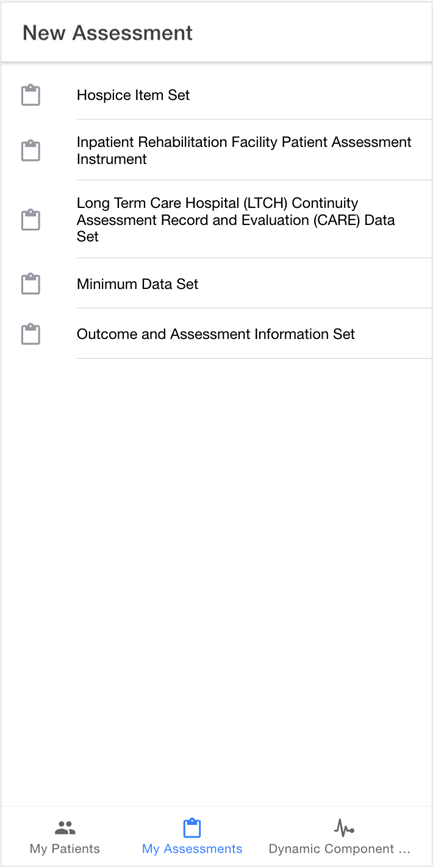 New Assessment
Hospice Item Set
Inpatient Rehabilitation Facility Patient Assessment
Instrument
Long Term Care Hospital (LTCH) Continuity
Assessment Record and Evaluation (CARE) Data
Set
Minimum Data Set
Outcome and Assessment Information Set
My Patients
My Assessments
Dynamic Component ...